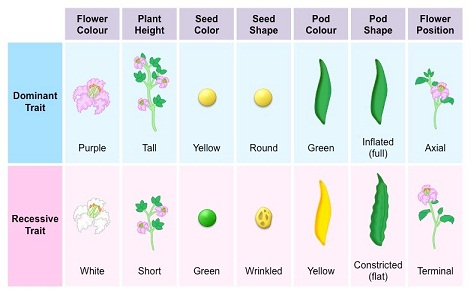 Flower Colour
Plant Height
Seed Color
Seed Shape
Pod Colour
Pod Shape
Flower Position
Dominant Trait
Purple
Tall
Yellow
Round
Green
Inflated (full)
Axial
Recessive Trait
White
Short
Green
Wrinkled
Yellow
Constricted (flat)
Terminal